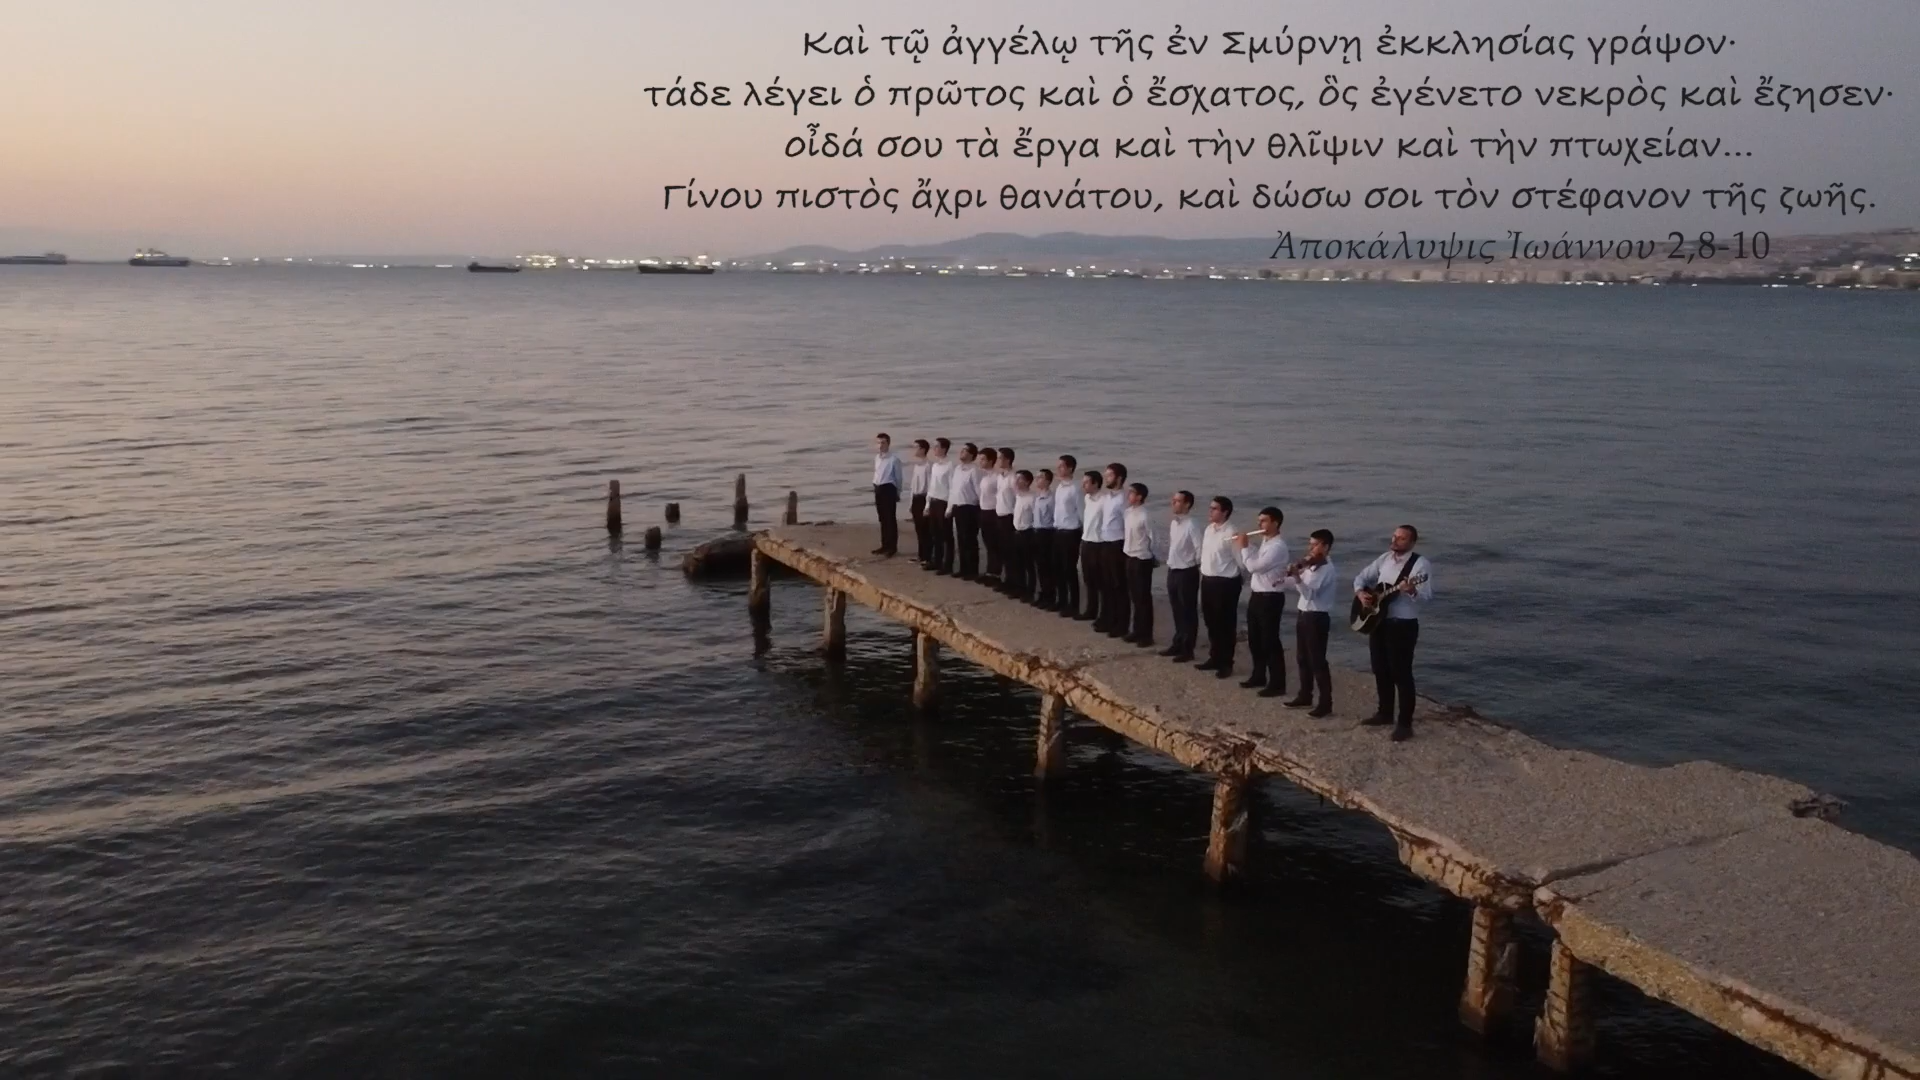 Καὶ τῷ ἀγγέλῳ τῆς ἐν Σμύρνῃ ἐκκλησίας γράψον·
τάδε λέγει ὁ πρῶτος καὶ ὁ ἔσχατος, ὃς ἐγένετο νεκρὸς καὶ ἔζησεν·
οἶδά σου τὰ ἔργα καὶ τὴν θλῖψιν καὶ τὴν πτωχείαν...
Γίνου πιστὸς ἄχρι θανάτου, καὶ δώσω σοι τὸν στέφανον τῆς ζωῆς.
Ἀποκάλυψις Ἰωάννου 2,8-10